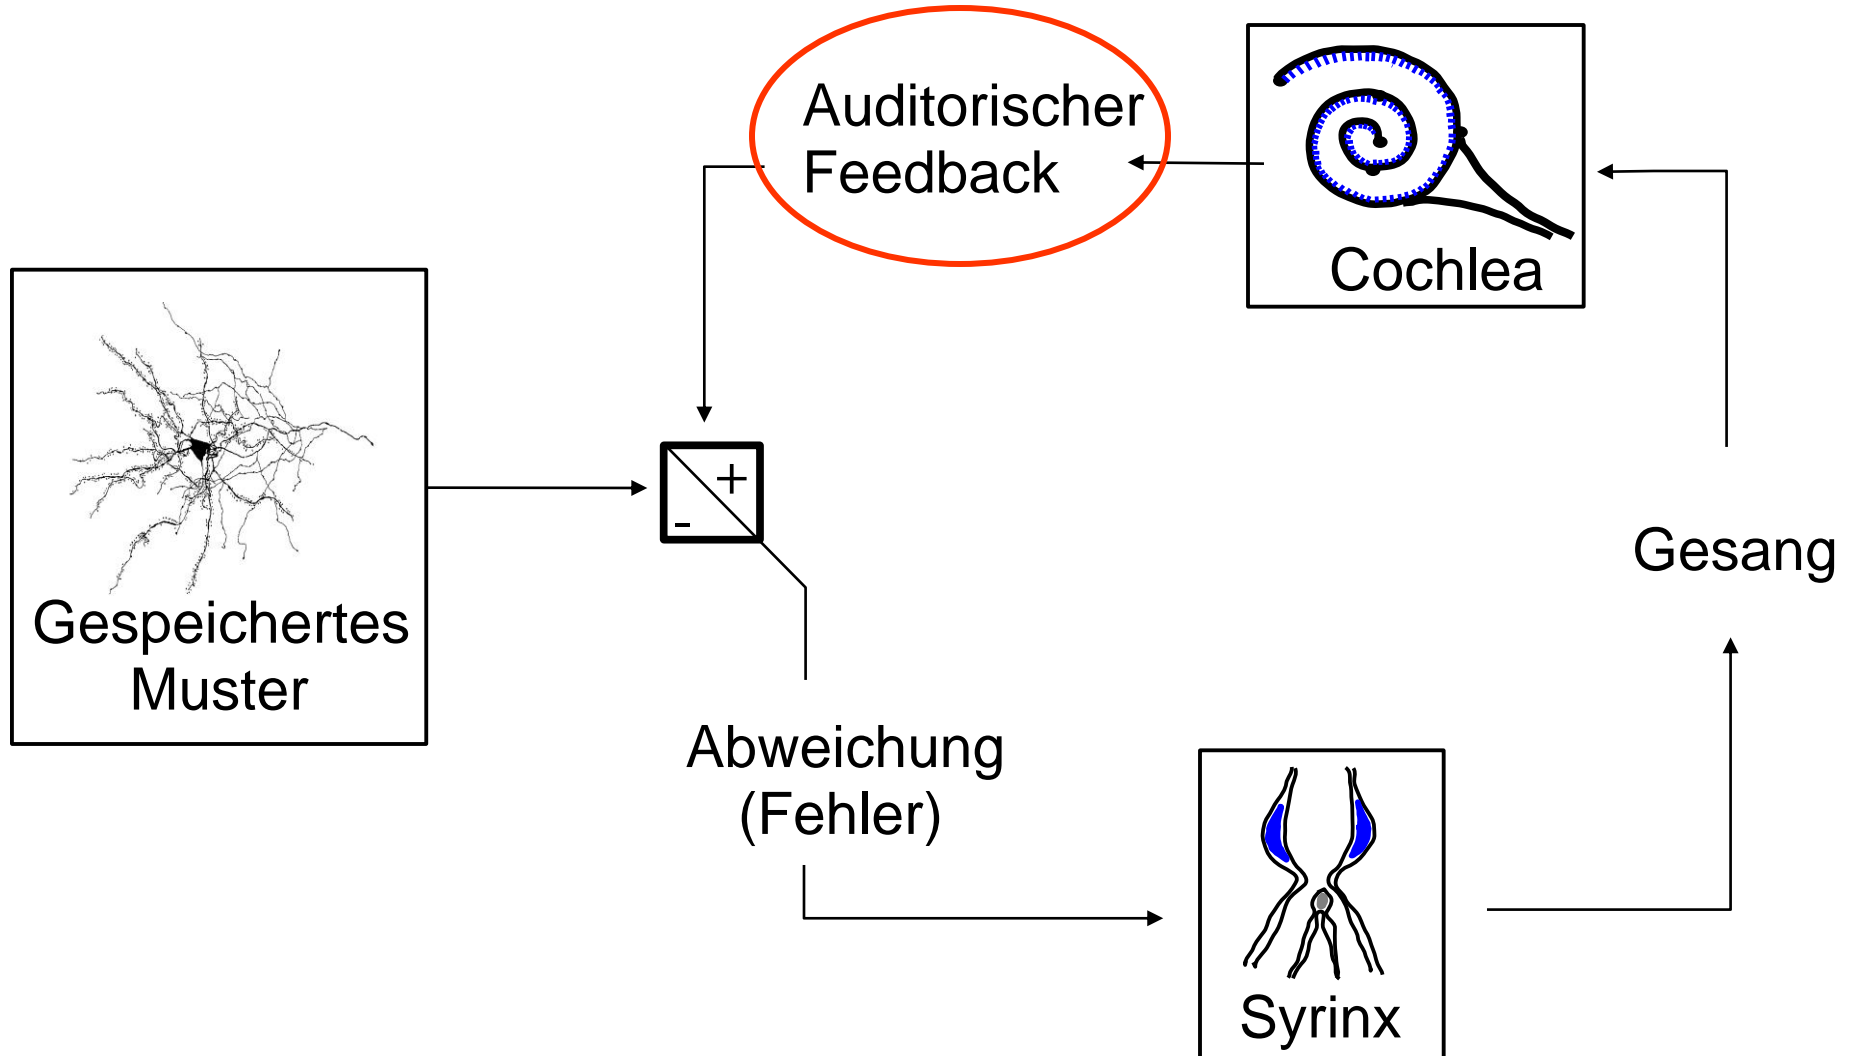 Auditorischer
Feedback
Cochlea
Gespeichertes
Muster
+
-
Gesang
Abweichung
(Fehler)
Syrinx